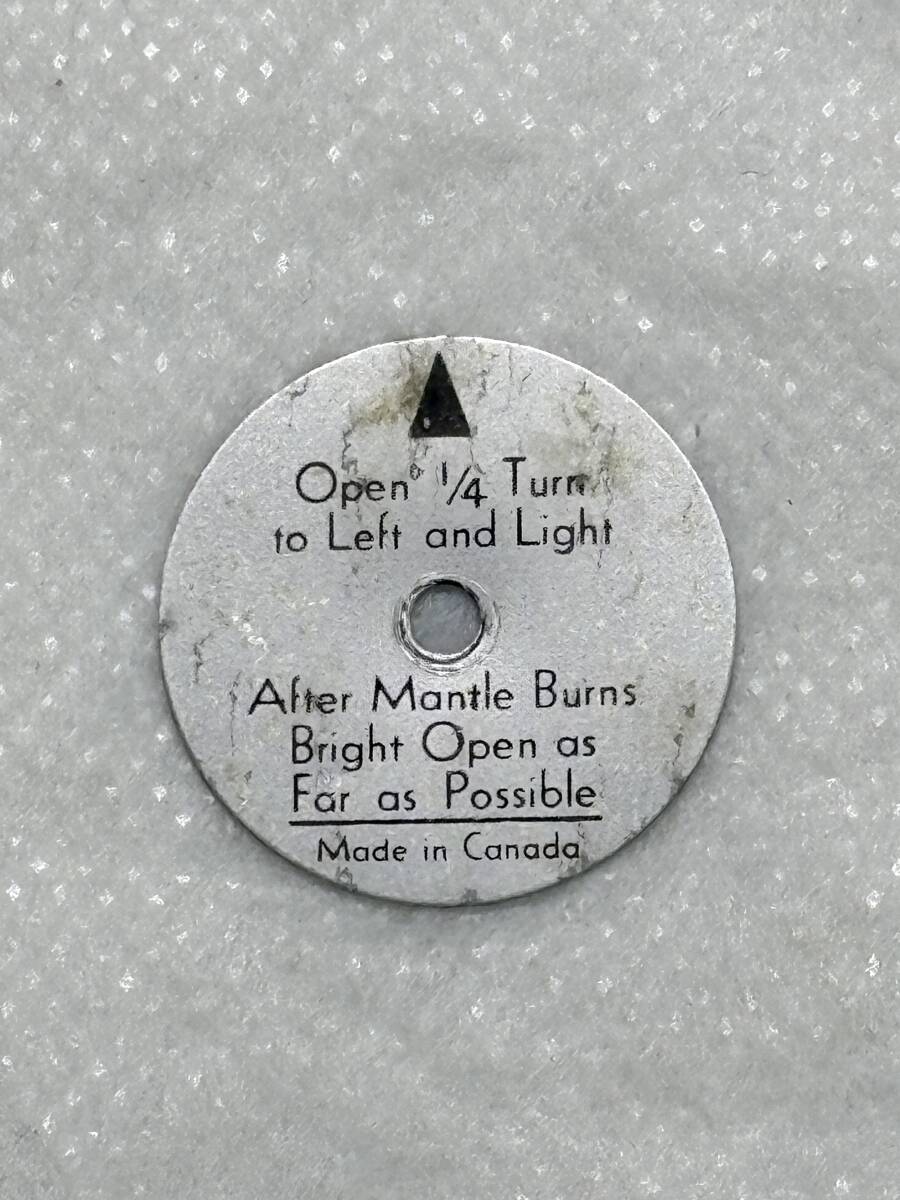 Open 1/4 Turn
to Left and Light
After Mantle Burns
Bright Open as
Far as Possible
Made in Canada